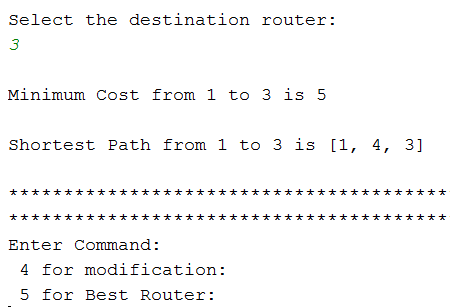 Select the destination router:
3
Minimum Cost from 1 to 3 is 5
Shortest Path from 1 to 3 is [1, 4, 3]
****************************************
****************************************
Enter Command:
4 for modification:
5 for Best Router: